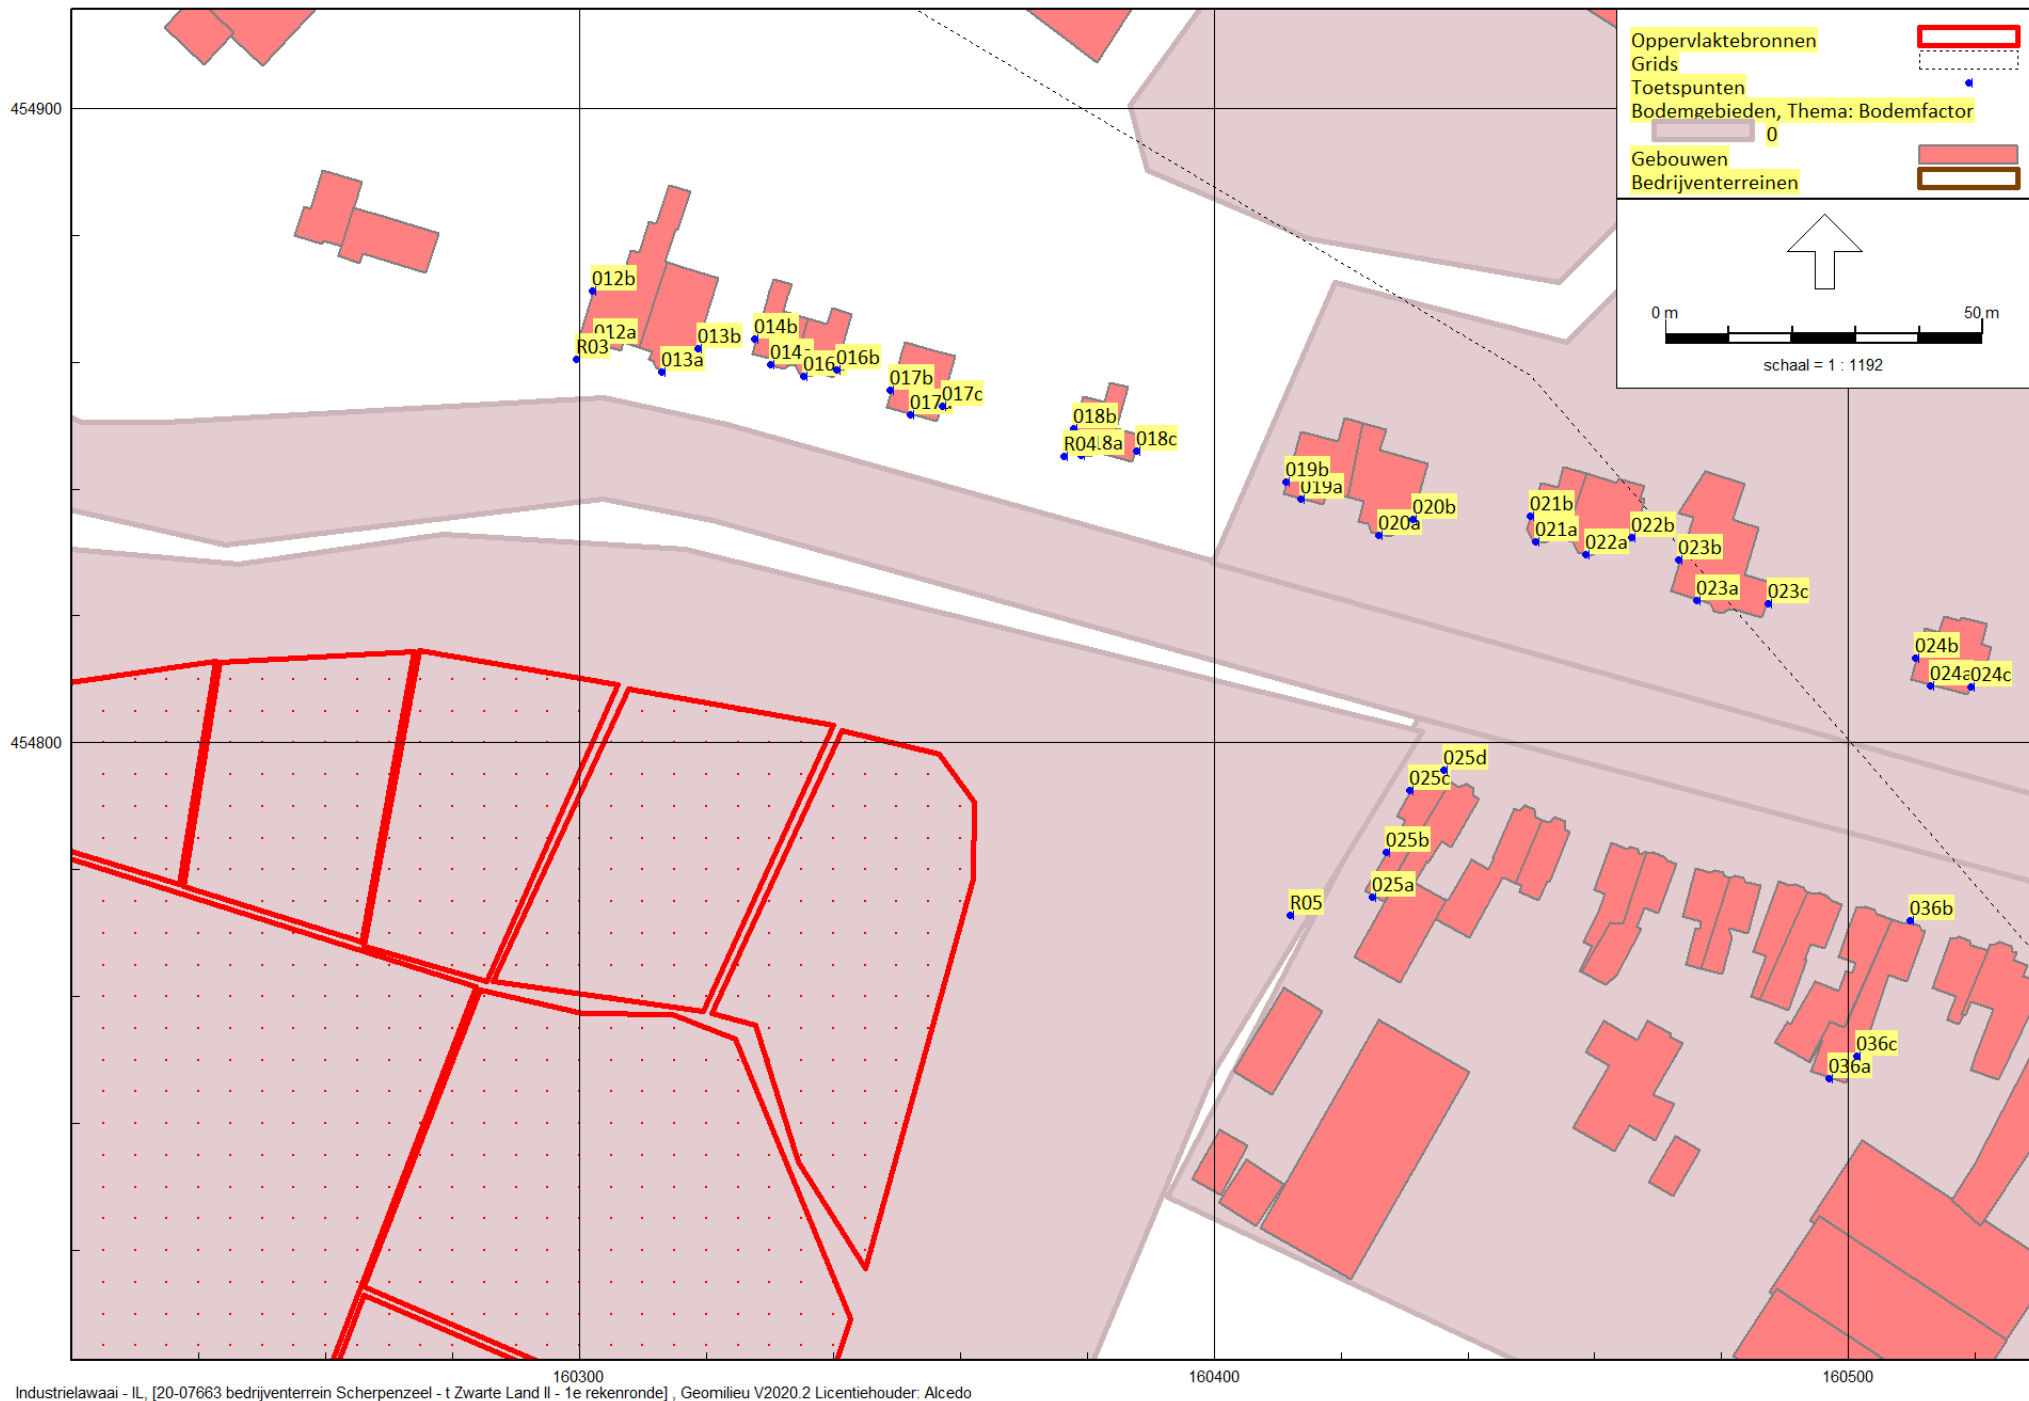 Oppervlaktebronnen
Grids
Toetspunten
Bodemgebieden, Thema: Bodemfactor
0
Gebouwen
Bedrijventerreinen
0 m 50 m
schaal = 1 : 1192
454900
454800
012b
012a
R03
013b
013a
014b
014
016
016b
017b
017c
017
018b
R04
8a
018c
019b
019a
020b
020a
021b
021a
022b
022a
023b
023a
023c
024b
024a
024c
025d
025c
025b
025a
R05
036b
036c
036a
160300
160400
160500
Industrielawaai - IL, [20-07663 bedrijventerrein Scherpenzeel - t Zwarte Land II - 1e rekenronde] , Geomilieu V2020.2 Licentiehouder: Alcedo